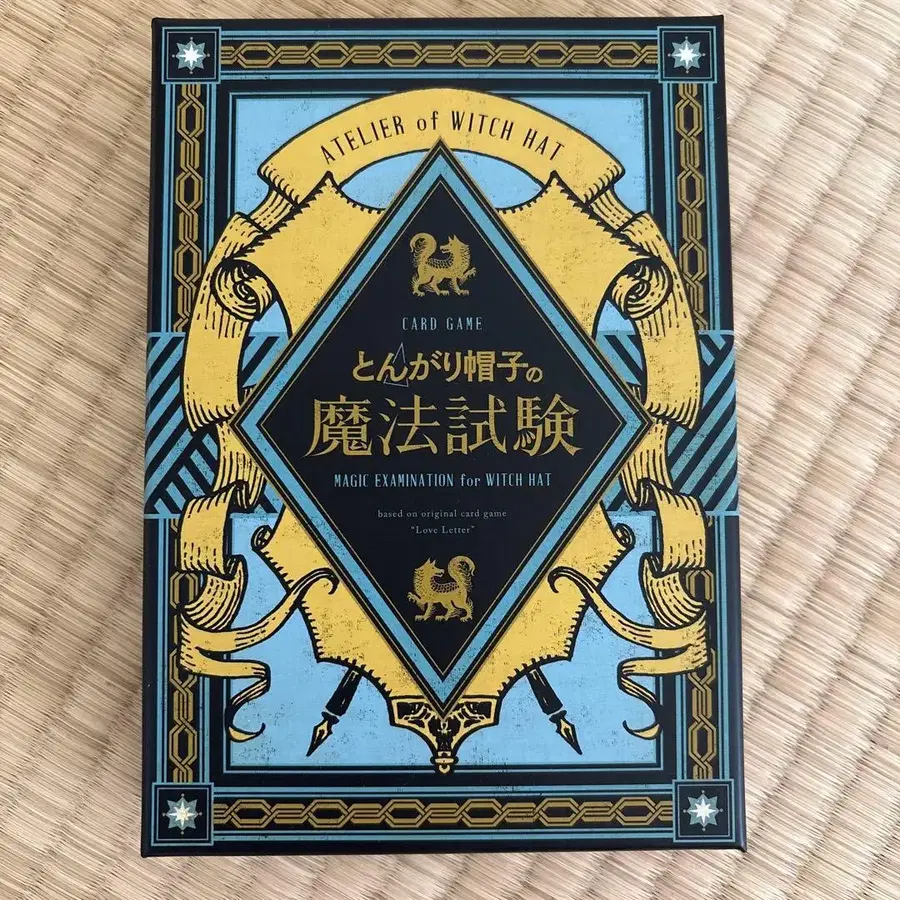 ATELIER of WITCH HAT
CARD GAME
とんがり帽子の
魔法試験
MAGIC EXAMINATION for WITCH HAT
based on original card game
"Love Letter"